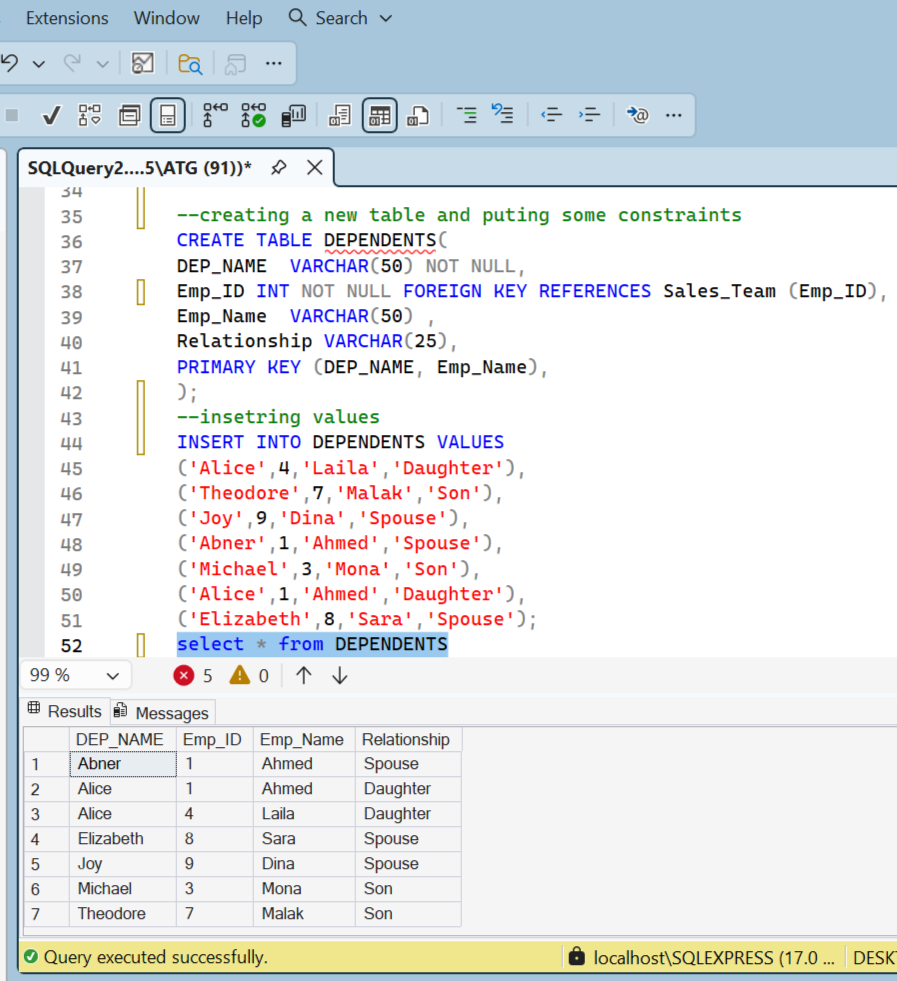 Extensions Window Help Search
SQLQuery2....5\ATG (91))*
34
35 --creating a new table and puting some constraints
36 CREATE TABLE DEPENDENTS(
37 DEP_NAME VARCHAR(50) NOT NULL,
38 Emp_ID INT NOT NULL FOREIGN KEY REFERENCES Sales_Team (Emp_ID),
39 Emp_Name VARCHAR(50) ,
40 Relationship VARCHAR(25),
41 PRIMARY KEY (DEP_NAME, Emp_Name),
42 );
43 --insetring values
44 INSERT INTO DEPENDENTS VALUES
45 ('Alice',4,'Laila','Daughter'),
46 ('Theodore',7,'Malak','Son'),
47 ('Joy',9,'Dina','Spouse'),
48 ('Abner',1,'Ahmed','Spouse'),
49 ('Michael',3,'Mona','Son'),
50 ('Alice',1,'Ahmed','Daughter'),
51 ('Elizabeth',8,'Sara','Spouse');
52 select * from DEPENDENTS
99 % 5 0
Results Messages
DEP_NAME Emp_ID Emp_Name Relationship
1 Abner 1 Ahmed Spouse
2 Alice 1 Ahmed Daughter
3 Alice 4 Laila Daughter
4 Elizabeth 8 Sara Spouse
5 Joy 9 Dina Spouse
6 Michael 3 Mona Son
7 Theodore 7 Malak Son
Query executed successfully. localhost\SQLEXPRESS (17.0 ... DESK